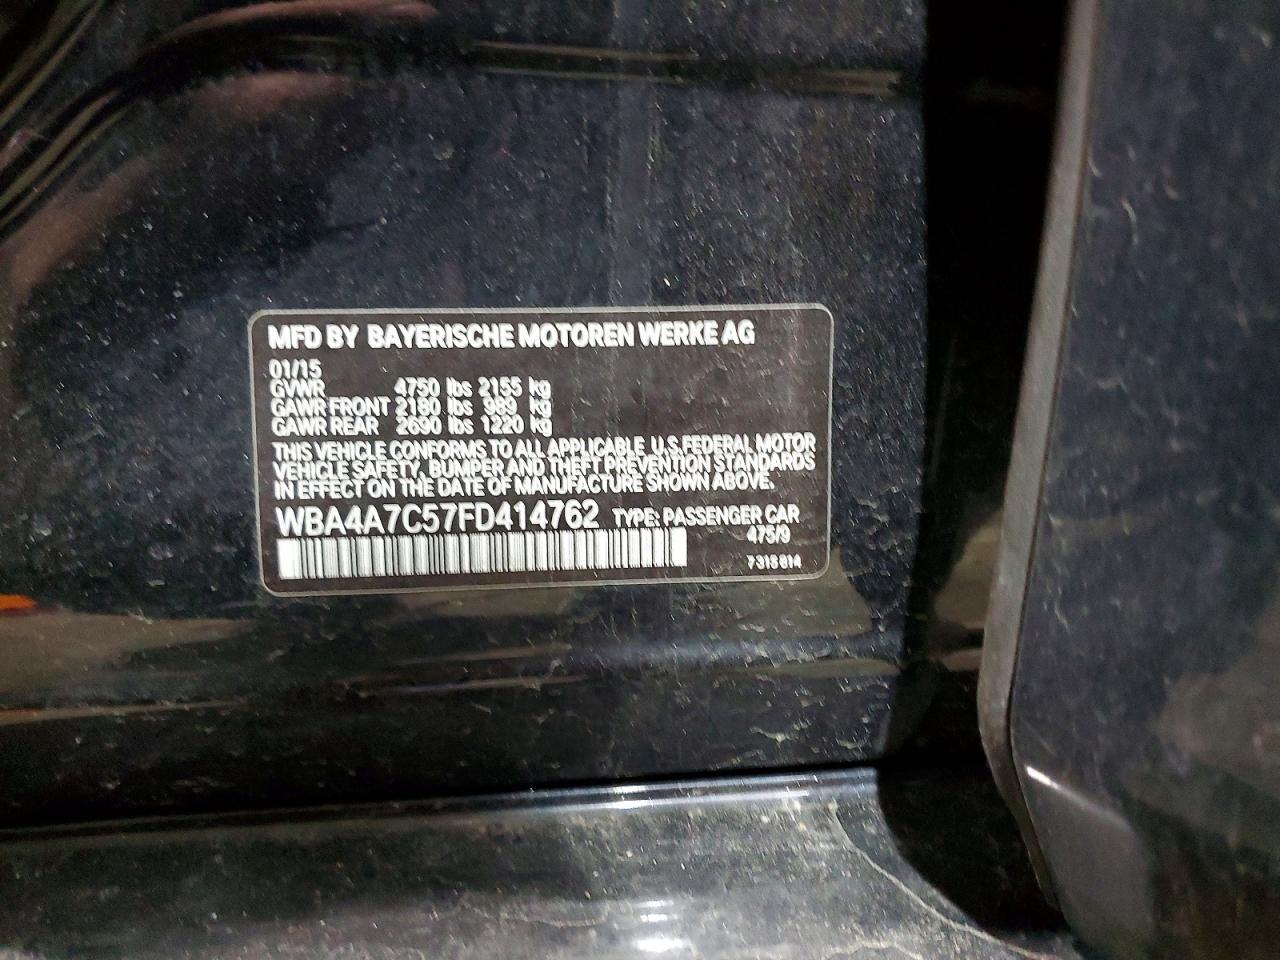 MFD BY BAYERISCHE MOTOREN WERKE AG
01/15
GVWR 4750 lbs 2155 kg
GAWR FRONT 2180 lbs 989 kg
GAWR REAR 2690 lbs 1220 kg
THIS VEHICLE CONFORMS TO ALL APPLICABLE U.S.FEDERAL MOTOR
VEHICLE SAFETY, BUMPER AND THEFT PREVENTION STANDARDS
IN EFFECT ON THE DATE OF MANUFACTURE SHOWN ABOVE.
WBA4A7C57FD414762 TYPE: PASSENGER CAR
475/9
7315814